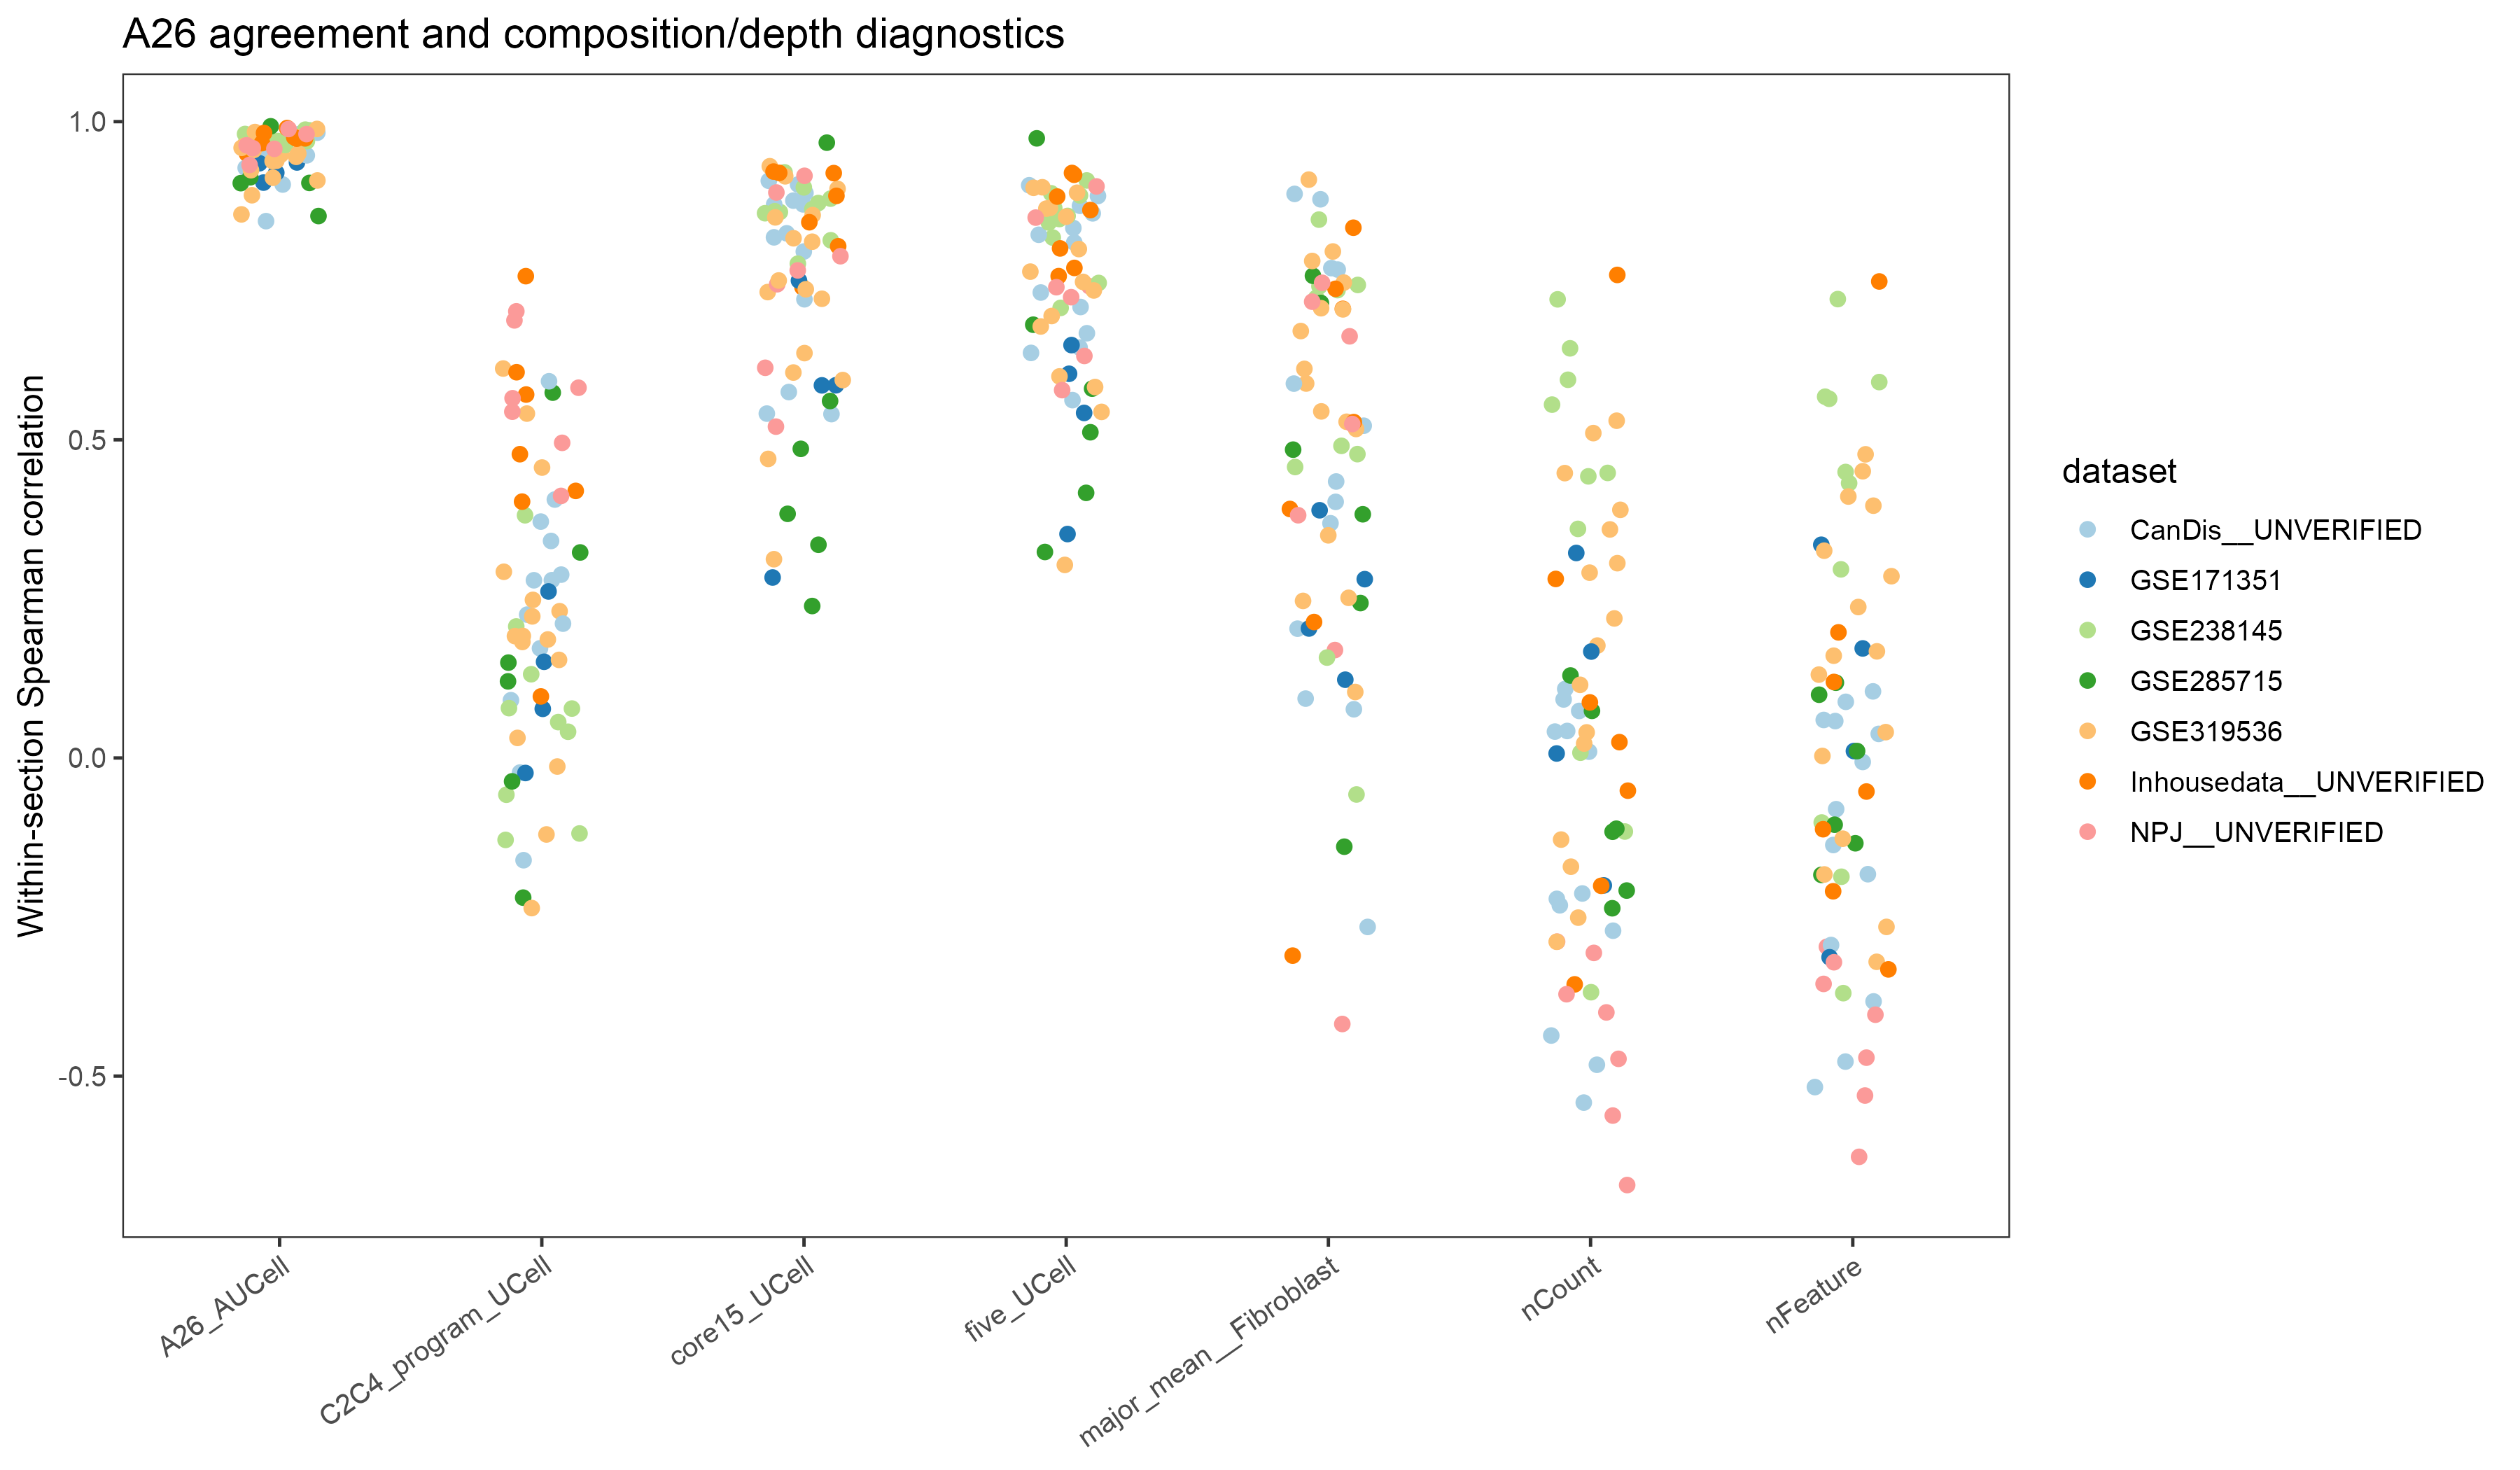 A26 agreement and composition/depth diagnostics
Within-section Spearman correlation
1.0
0.5
0.0
-0.5
A26_AUCell
C2C4_program_UCell
core15_UCell
five_UCell
major_mean__Fibroblast
nCount
nFeature
dataset
CanDis__UNVERIFIED
GSE171351
GSE238145
GSE285715
GSE319536
Inhousedata__UNVERIFIED
NPJ__UNVERIFIED